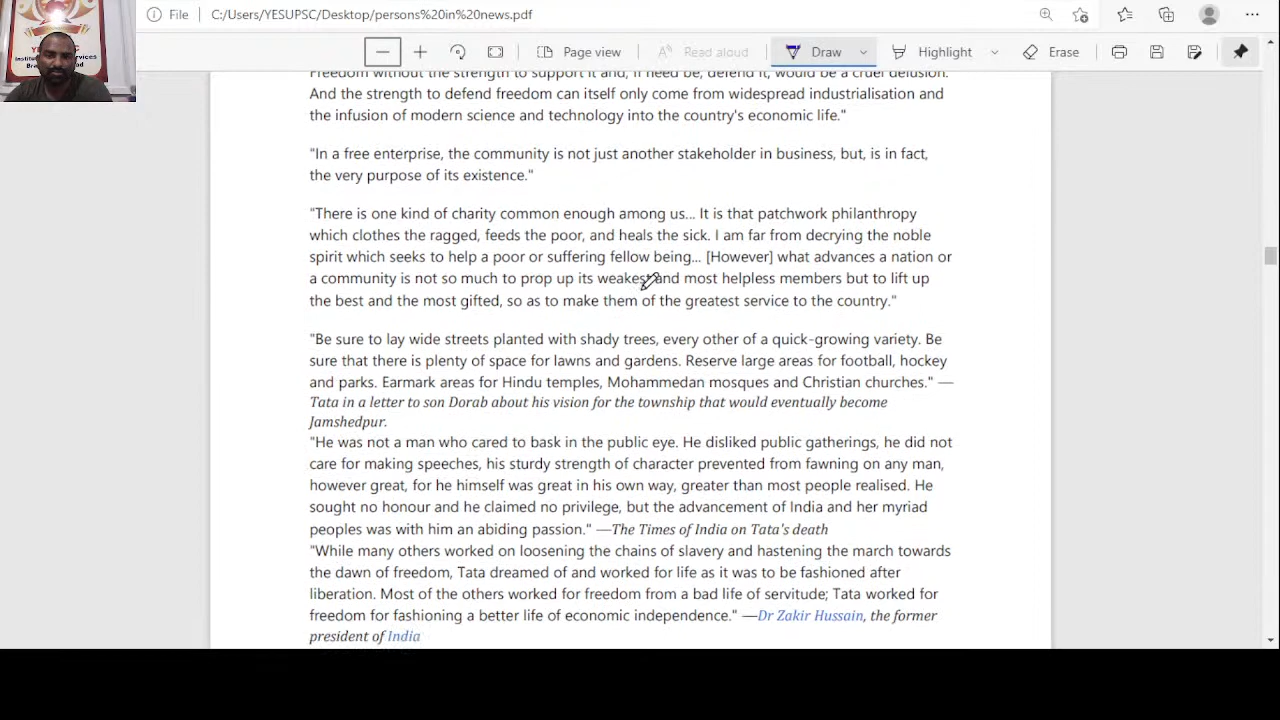 File
C:/Users/YESUPSC/Desktop/persons%20in%20news.pdf
Page view
Read aloud
Draw
Highlight
Erase
Freedom without the strength to support it and, if need be, defend it, would be a cruel delusion.
And the strength to defend freedom can itself only come from widespread industrialisation and
the infusion of modern science and technology into the country's economic life."
"In a free enterprise, the community is not just another stakeholder in business, but, is in fact,
the very purpose of its existence."
"There is one kind of charity common enough among us... It is that patchwork philanthropy
which clothes the ragged, feeds the poor, and heals the sick. I am far from decrying the noble
spirit which seeks to help a poor or suffering fellow being... [However] what advances a nation or
a community is not so much to prop up its weakest and most helpless members but to lift up
the best and the most gifted, so as to make them of the greatest service to the country."
"Be sure to lay wide streets planted with shady trees, every other of a quick-growing variety. Be
sure that there is plenty of space for lawns and gardens. Reserve large areas for football, hockey
and parks. Earmark areas for Hindu temples, Mohammedan mosques and Christian churches." —
Tata in a letter to son Dorab about his vision for the township that would eventually become
Jamshedpur.
"He was not a man who cared to bask in the public eye. He disliked public gatherings, he did not
care for making speeches, his sturdy strength of character prevented from fawning on any man,
however great, for he himself was great in his own way, greater than most people realised. He
sought no honour and he claimed no privilege, but the advancement of India and her myriad
peoples was with him an abiding passion." —The Times of India on Tata's death
"While many others worked on loosening the chains of slavery and hastening the march towards
the dawn of freedom, Tata dreamed of and worked for life as it was to be fashioned after
liberation. Most of the others worked for freedom from a bad life of servitude; Tata worked for
freedom for fashioning a better life of economic independence." —Dr Zakir Hussain, the former
president of India